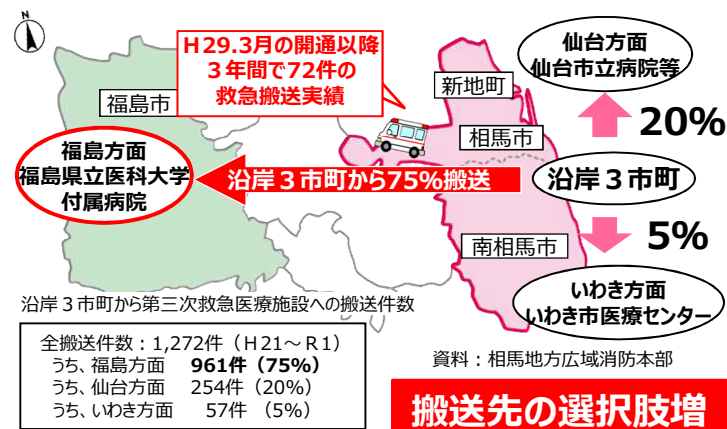 N
H29.3月の開通以降
3年間で72件の
救急搬送実績
仙台方面
仙台市立病院等
新地町
福島市
20%
相馬市
福島方面
福島県立医科大学
付属病院
沿岸3市町から75%搬送
沿岸3市町
5%
南相馬市
いわき方面
いわき市医療センター
沿岸3市町から第三次救急医療施設への搬送件数
全搬送件数：1,272件（H21～R1）
うち、福島方面 961件（75%）
うち、仙台方面 254件（20%）
うち、いわき方面 57件（5%）
資料：相馬地方広域消防本部
搬送先の選択肢増